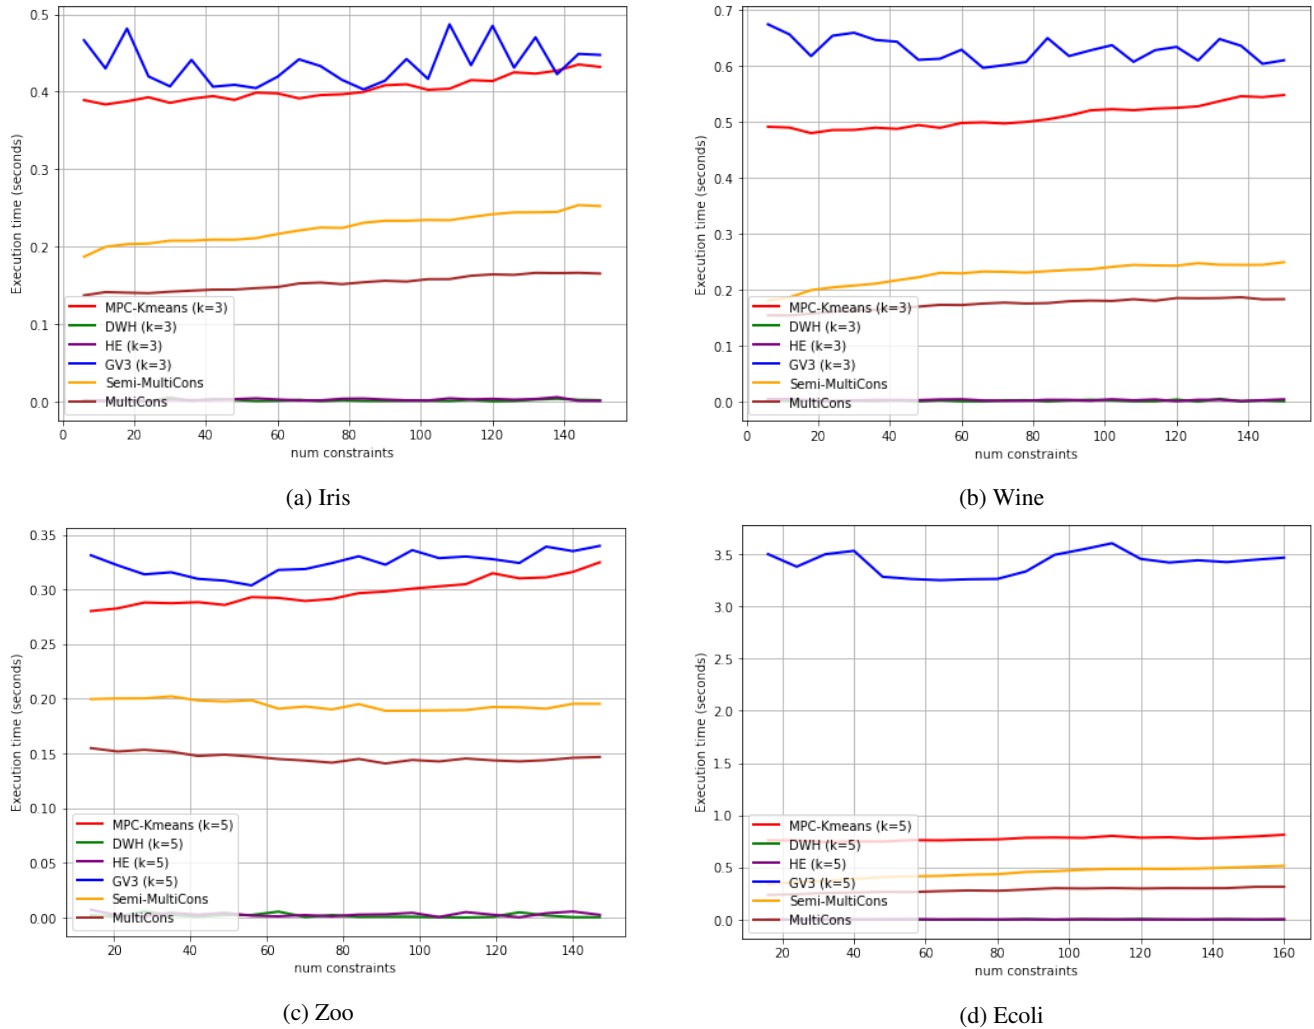 0.5
0.4
0.3
0.2
0.1
0.0
Execution time (seconds)
MPC-Kmeans (k=3)
DWH (k=3)
HE (k=3)
GV3 (k=3)
Semi-MultiCons
MultiCons
0 20 40 60 80 100 120 140
num constraints
(a) Iris
0.7
0.6
0.5
0.4
0.3
0.2
0.1
0.0
Execution time (seconds)
MPC-Kmeans (k=3)
DWH (k=3)
HE (k=3)
GV3 (k=3)
Semi-MultiCons
MultiCons
0 20 40 60 80 100 120 140
num constraints
(b) Wine
0.35
0.30
0.25
0.20
0.15
0.10
0.05
0.00
Execution time (seconds)
MPC-Kmeans (k=5)
DWH (k=5)
HE (k=5)
GV3 (k=5)
Semi-MultiCons
MultiCons
20 40 60 80 100 120 140
num constraints
(c) Zoo
3.5
3.0
2.5
2.0
1.5
1.0
0.5
0.0
Execution time (seconds)
MPC-Kmeans (k=5)
DWH (k=5)
HE (k=5)
GV3 (k=5)
Semi-MultiCons
MultiCons
20 40 60 80 100 120 140 160
num constraints
(d) Ecoli